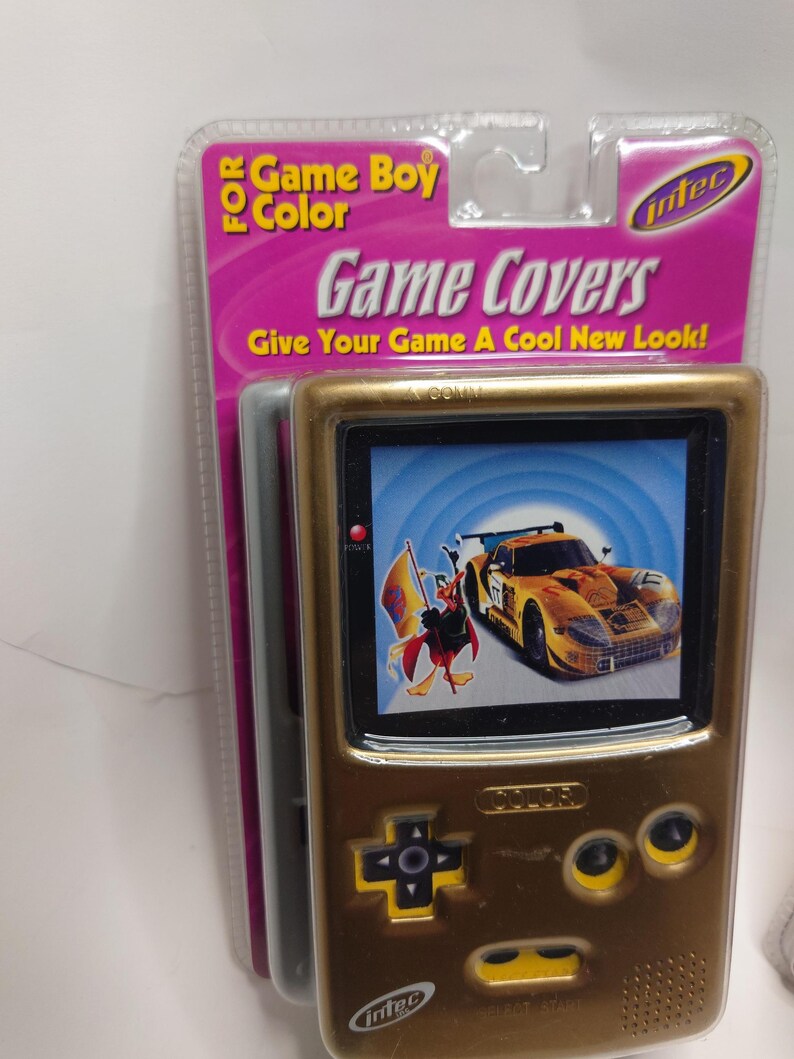 FOR
Game Boy®
Color
intec
Game Covers
Give Your Game A Cool New Look!
COMM
POWER
COLOR
SELECT START
intec
INC